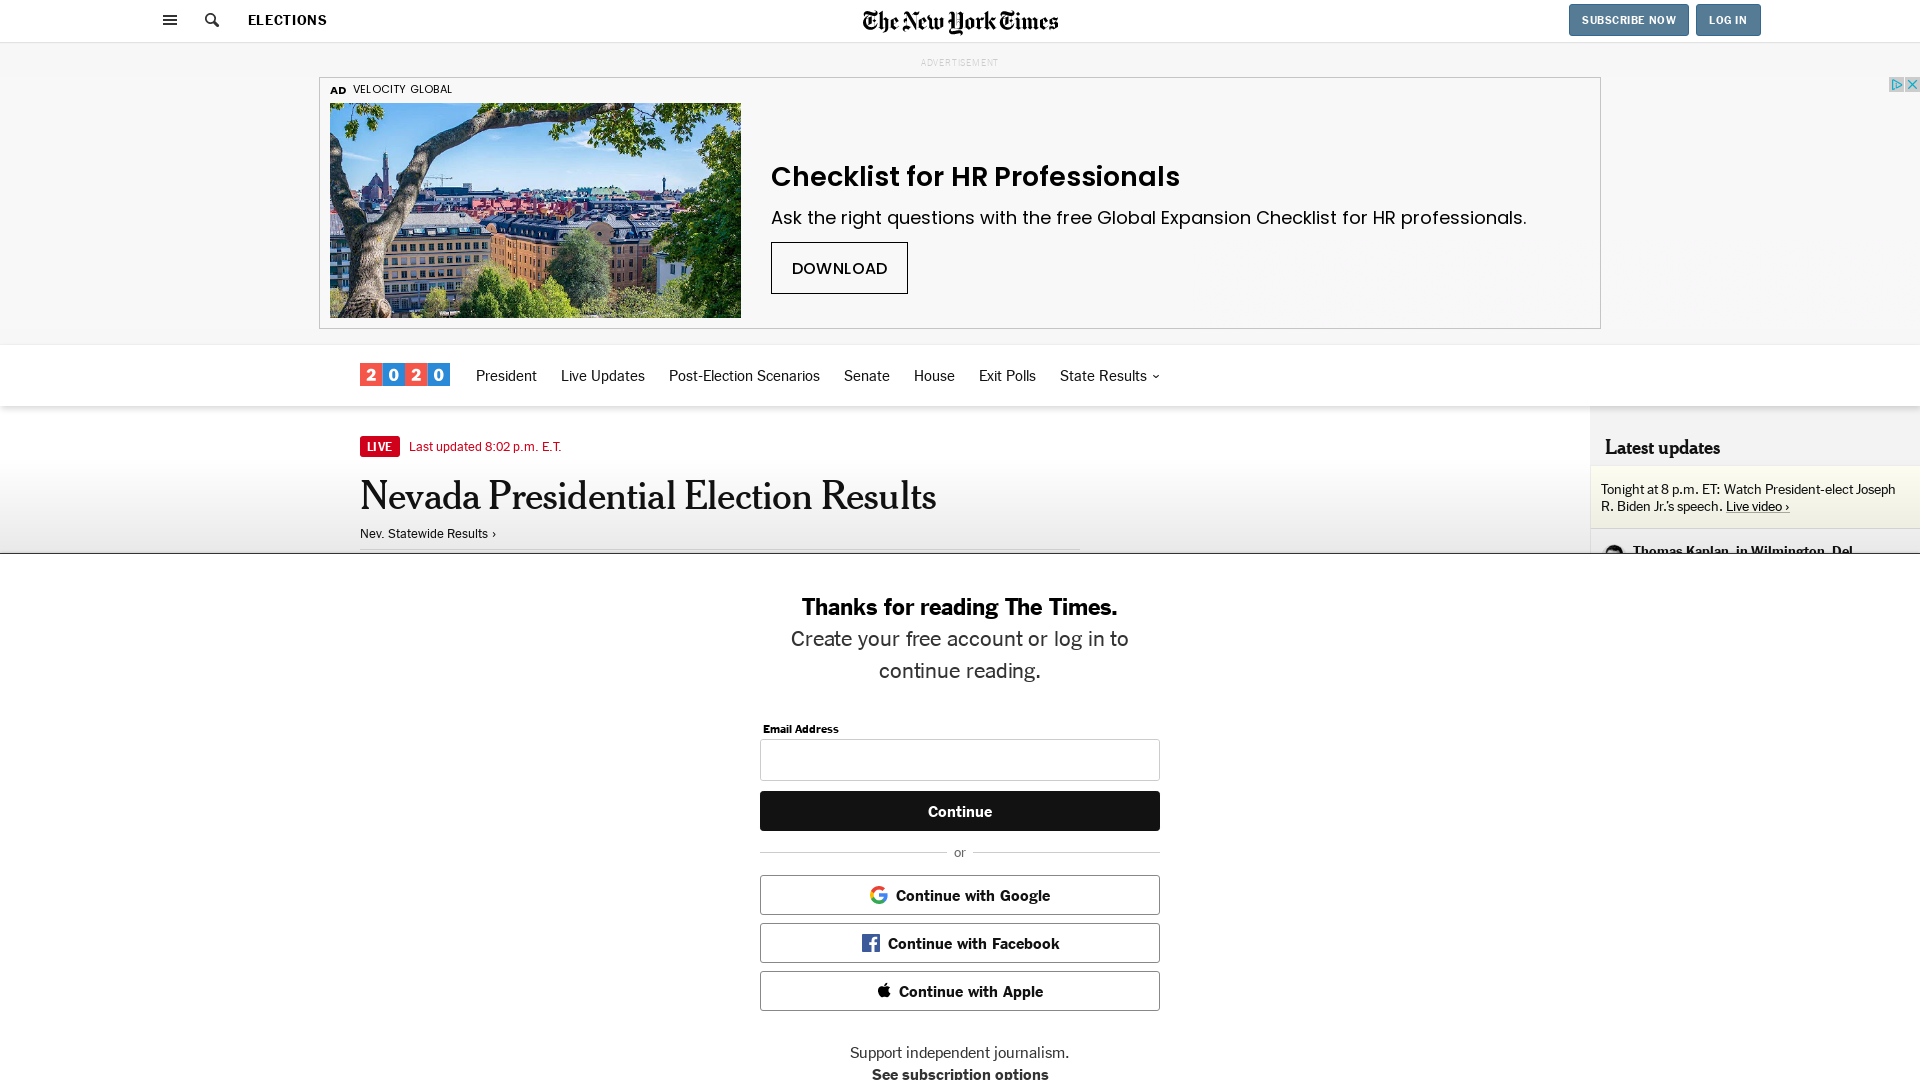 ELECTIONS
The New York Times
SUBSCRIBE NOW
LOG IN
ADVERTISEMENT
AD VELOCITY GLOBAL
Checklist for HR Professionals
Ask the right questions with the free Global Expansion Checklist for HR professionals.
DOWNLOAD
2020
President
Live Updates
Post-Election Scenarios
Senate
House
Exit Polls
State Results
LIVE Last updated 8:02 p.m. E.T.
Nevada Presidential Election Results
Nev. Statewide Results ›
Latest updates
Tonight at 8 p.m. ET: Watch President-elect Joseph
R. Biden Jr.’s speech. Live video ›
Thomas Kaplan, in Wilmington, Del.
Thanks for reading The Times.
Create your free account or log in to
continue reading.
Email Address
Continue
or
Continue with Google
Continue with Facebook
Continue with Apple
Support independent journalism.
See subscription options